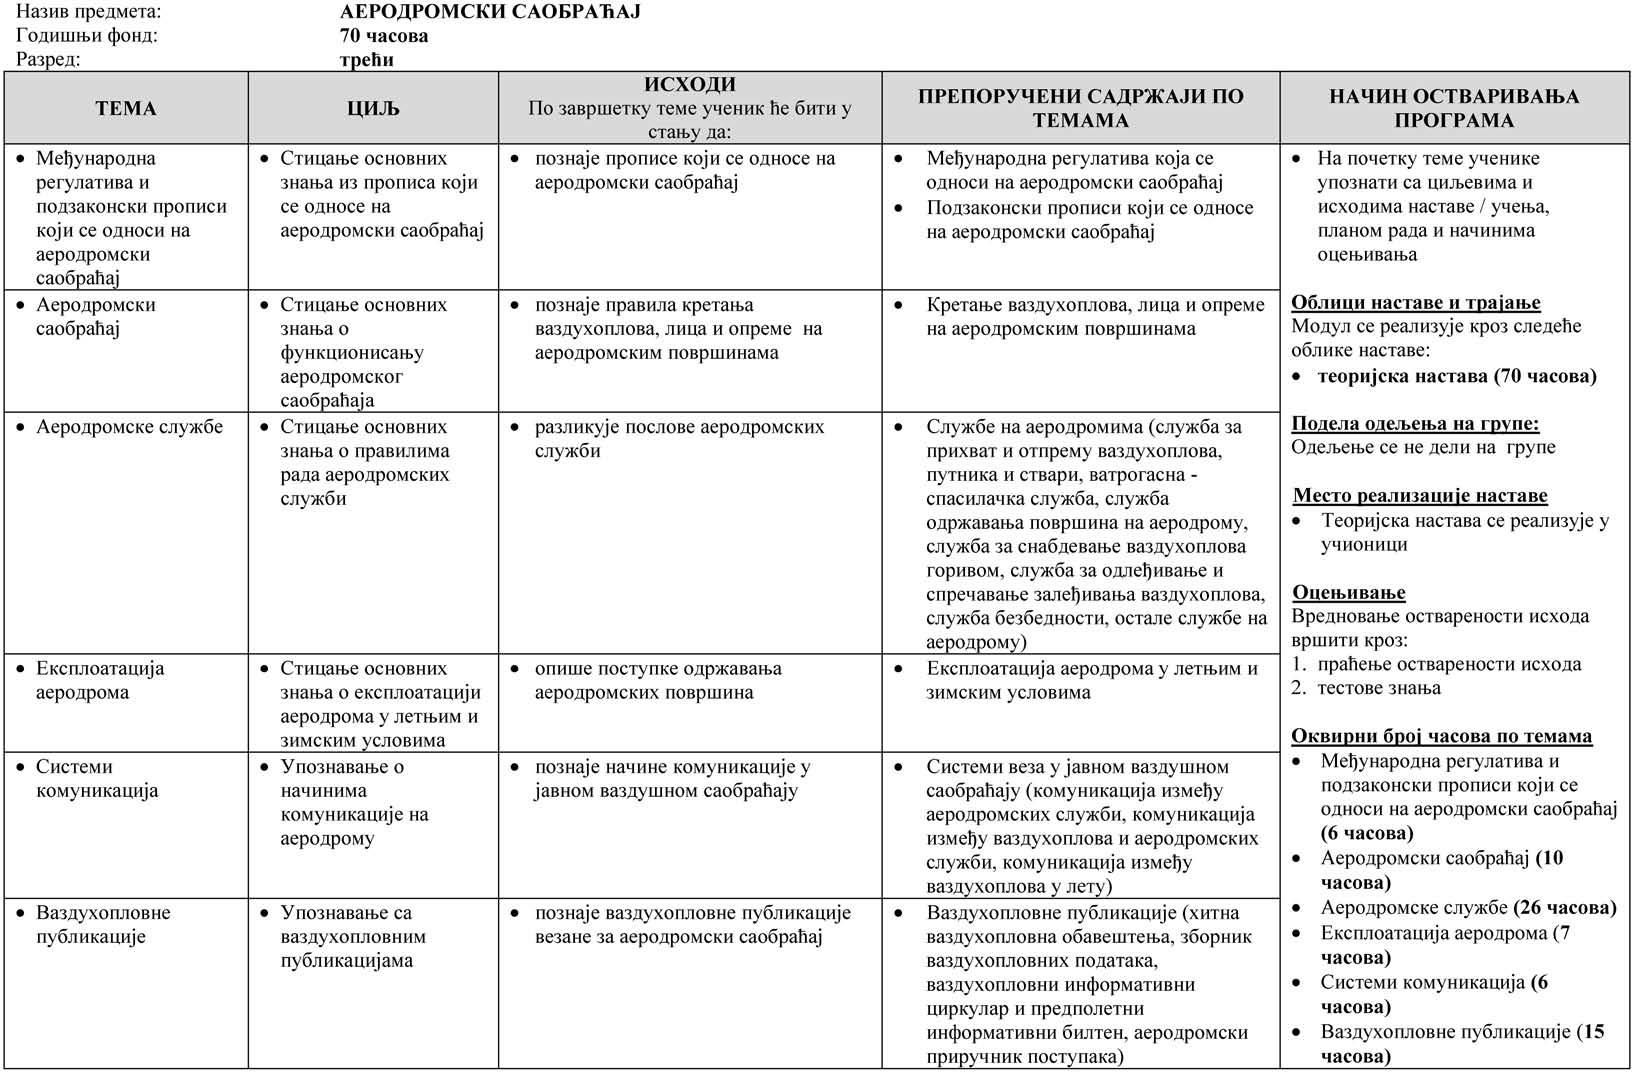 Назив предмета: АЕРОДРОМСКИ САОБРАЋАЈ
Годишњи фонд: 70 часова
Разред: трећи
ТЕМА
ЦИЉ
ИСХОДИ
По завршетку теме ученик ће бити у
стању да:
ПРЕПОРУЧЕНИ САДРЖАЈИ ПО
ТЕМАМА
НАЧИН ОСТВАРИВАЊА
ПРОГРАМА
• Међународна
регулатива и
подзаконски прописи
који се односи на
аеродромски
саобраћај
• Стицање основних
знања из прописа који
се односе на
аеродромски саобраћај
• познаје прописе који се односе на
аеродромски саобраћај
• Међународна регулатива која се
односи на аеродромски саобраћај
• Подзаконски прописи који се односе
на аеродромски саобраћај
• Аеродромски
саобраћај
• Стицање основних
знања о
функционисању
аеродромског
саобраћаја
• познаје правила кретања
ваздухоплова, лица и опреме на
аеродромским површинама
• Кретање ваздухоплова, лица и опреме
на аеродромским површинама
• Аеродромске службе
• Стицање основних
знања о правилима
рада аеродромских
служби
• разликује послове аеродромских
служби
• Службе на аеродромима (служба за
прихват и отпрему ваздухоплова,
путника и ствари, ватрогасна -
спасилачка служба, служба
одржавања површина на аеродрому,
служба за снабдевање ваздухоплова
горивом, служба за одлеђивање и
спречавање залеђивања ваздухоплова,
служба безбедности, остале службе на
аеродрому)
• Експлоатација
аеродрома
• Стицање основних
знања о експлоатацији
аеродрома у летњим и
зимским условима
• опише поступке одржавања
аеродромских површина
• Експлоатација аеродрома у летњим и
зимским условима
• Системи
комуникација
• Упознавање о
начинима
комуникације на
аеродрому
• познаје начине комуникације у
јавном ваздушном саобраћају
• Системи веза у јавном ваздушном
саобраћају (комуникација између
аеродромских служби, комуникација
између ваздухоплова и аеродромских
служби, комуникација између
ваздухоплова у лету)
• Ваздухопловне
публикације
• Упознавање са
ваздухопловним
публикацијама
• познаје ваздухопловне публикације
везане за аеродромски саобраћај
• Ваздухопловне публикације (хитна
ваздухопловна обавештења, зборник
ваздухопловних података,
ваздухопловни информативни
циркулар и предполетни
информативни билтен, аеродромски
приручник поступака)
• На почетку теме ученике
упознати са циљевима и
исходима наставе / учења,
планом рада и начинима
оцењивања
Облици наставе и трајање
Модул се реализује кроз следеће
облике наставе:
• теоријска настава (70 часова)
Подела одељења на групе:
Одељење се не дели на групе
Место реализације наставе
• Теоријска настава се реализује у
учионици
Оцењивање
Вредновање остварености исхода
вршити кроз:
1. праћење остварености исхода
2. тестове знања
Оквирни број часова по темама
• Међународна регулатива и
подзаконски прописи који се
односи на аеродромски саобраћај
(6 часова)
• Аеродромски саобраћај (10
часова)
• Аеродромске службе (26 часова)
• Експлоатација аеродрома (7
часова)
• Системи комуникација (6
часова)
• Ваздухопловне публикације (15
часова)